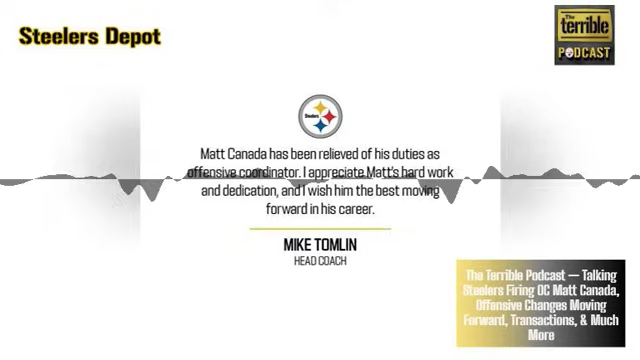 Steelers Depot
The
terrible
PODCAST
Steelers
Matt Canada has been relieved of his duties as
offensive coordinator. I appreciate Matt's hard work
and dedication, and I wish him the best moving
forward in his career.
MIKE TOMLIN
HEAD COACH
The Terrible Podcast — Talking
Steelers Firing OC Matt Canada,
Offensive Changes Moving
Forward, Transactions, & Much
More